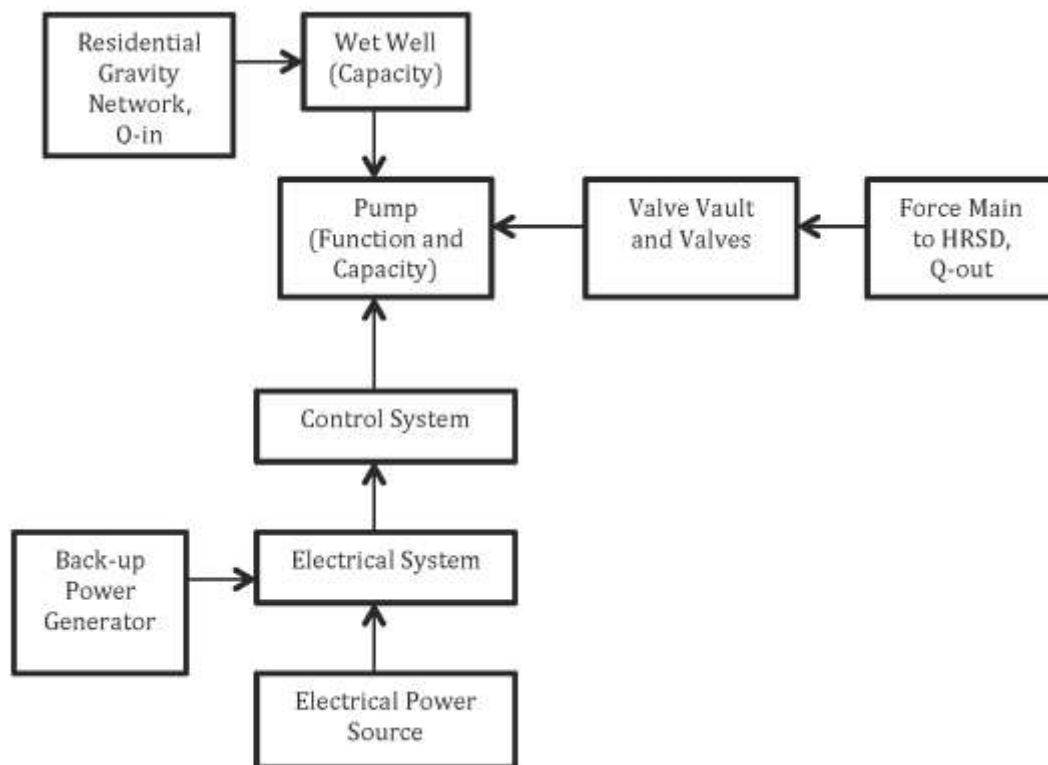 Residential
Gravity
Network,
Q-in
Wet Well
(Capacity)
Pump
(Function and
Capacity)
Valve Vault
and Valves
Force Main
to HRSD,
Q-out
Control System
Back-up
Power
Generator
Electrical System
Electrical Power
Source